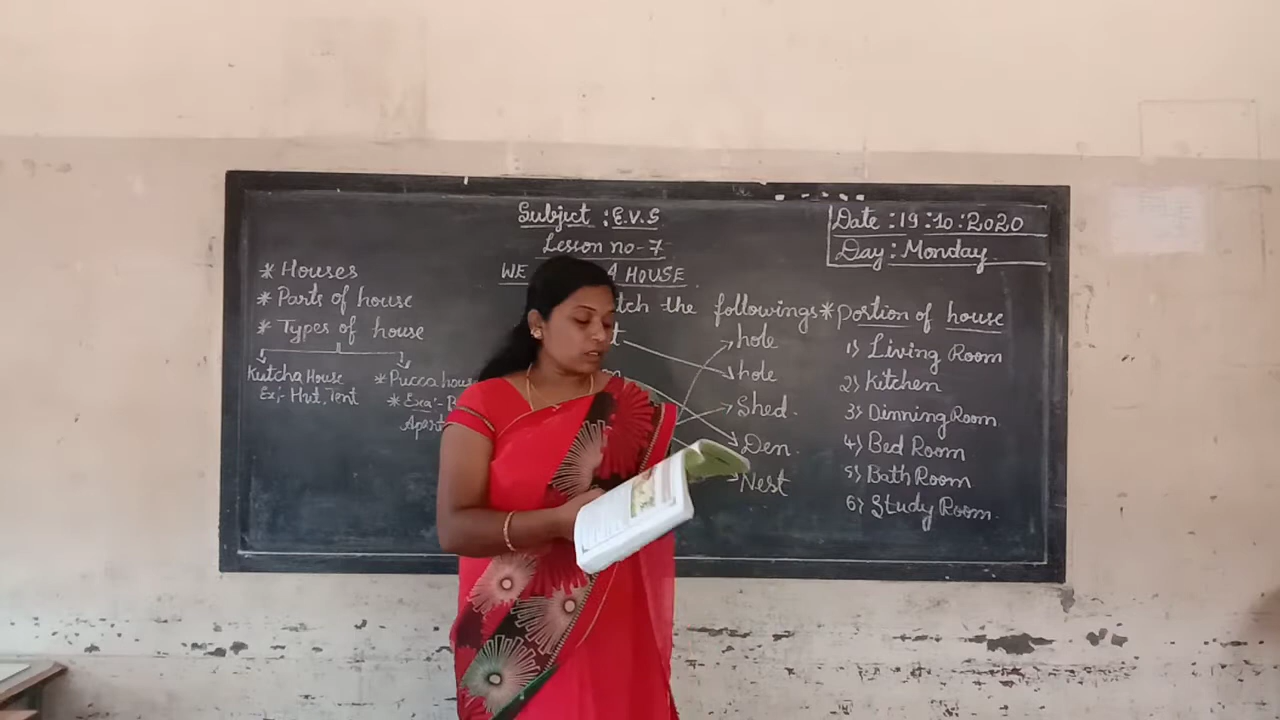 Subject : E.V.S
Lesson no - 7
WE A HOUSE
Date : 19 : 10 : 2020
Day : Monday
* Houses
* Parts of house
* Types of house
Kutcha House
Ex:- Hut, Tent
* Pucca
* Exa:-
the followings
hole
hole
Shed.
Den.
Nest
* Portion of house
1) Living Room
2) Kitchen
3) Dinning Room
4) Bed Room
5) Bath Room
6) Study Room.